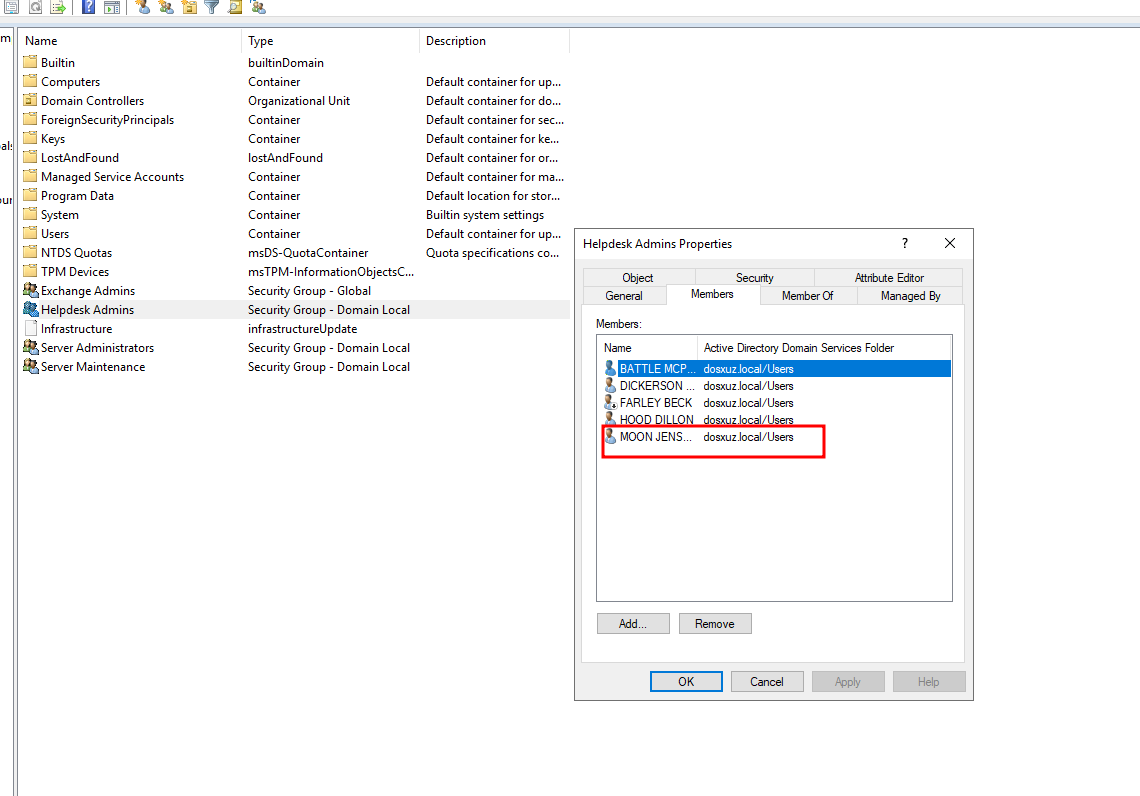 Name Type Description
Builtin builtinDomain
Computers Container Default container for up...
Domain Controllers Organizational Unit Default container for do...
ForeignSecurityPrincipals Container Default container for sec...
Keys Container Default container for ke...
LostAndFound lostAndFound Default container for or...
Managed Service Accounts Container Default container for ma...
Program Data Container Default location for stor...
System Container Builtin system settings
Users Container Default container for up...
NTDS Quotas msDS-QuotaContainer Quota specifications co...
TPM Devices msTPM-InformationObjectsC...
Exchange Admins Security Group - Global
Helpdesk Admins Security Group - Domain Local
Infrastructure infrastructureUpdate
Server Administrators Security Group - Domain Local
Server Maintenance Security Group - Domain Local
Helpdesk Admins Properties ?
Object Security Attribute Editor
General Members Member Of Managed By
Members:
Name Active Directory Domain Services Folder
BATTLE MCP... dosxuz.local/Users
DICKERSON ... dosxuz.local/Users
FARLEY BECK dosxuz.local/Users
HOOD DILLON dosxuz.local/Users
MOON JENS... dosxuz.local/Users
Add... Remove
OK Cancel Apply Help